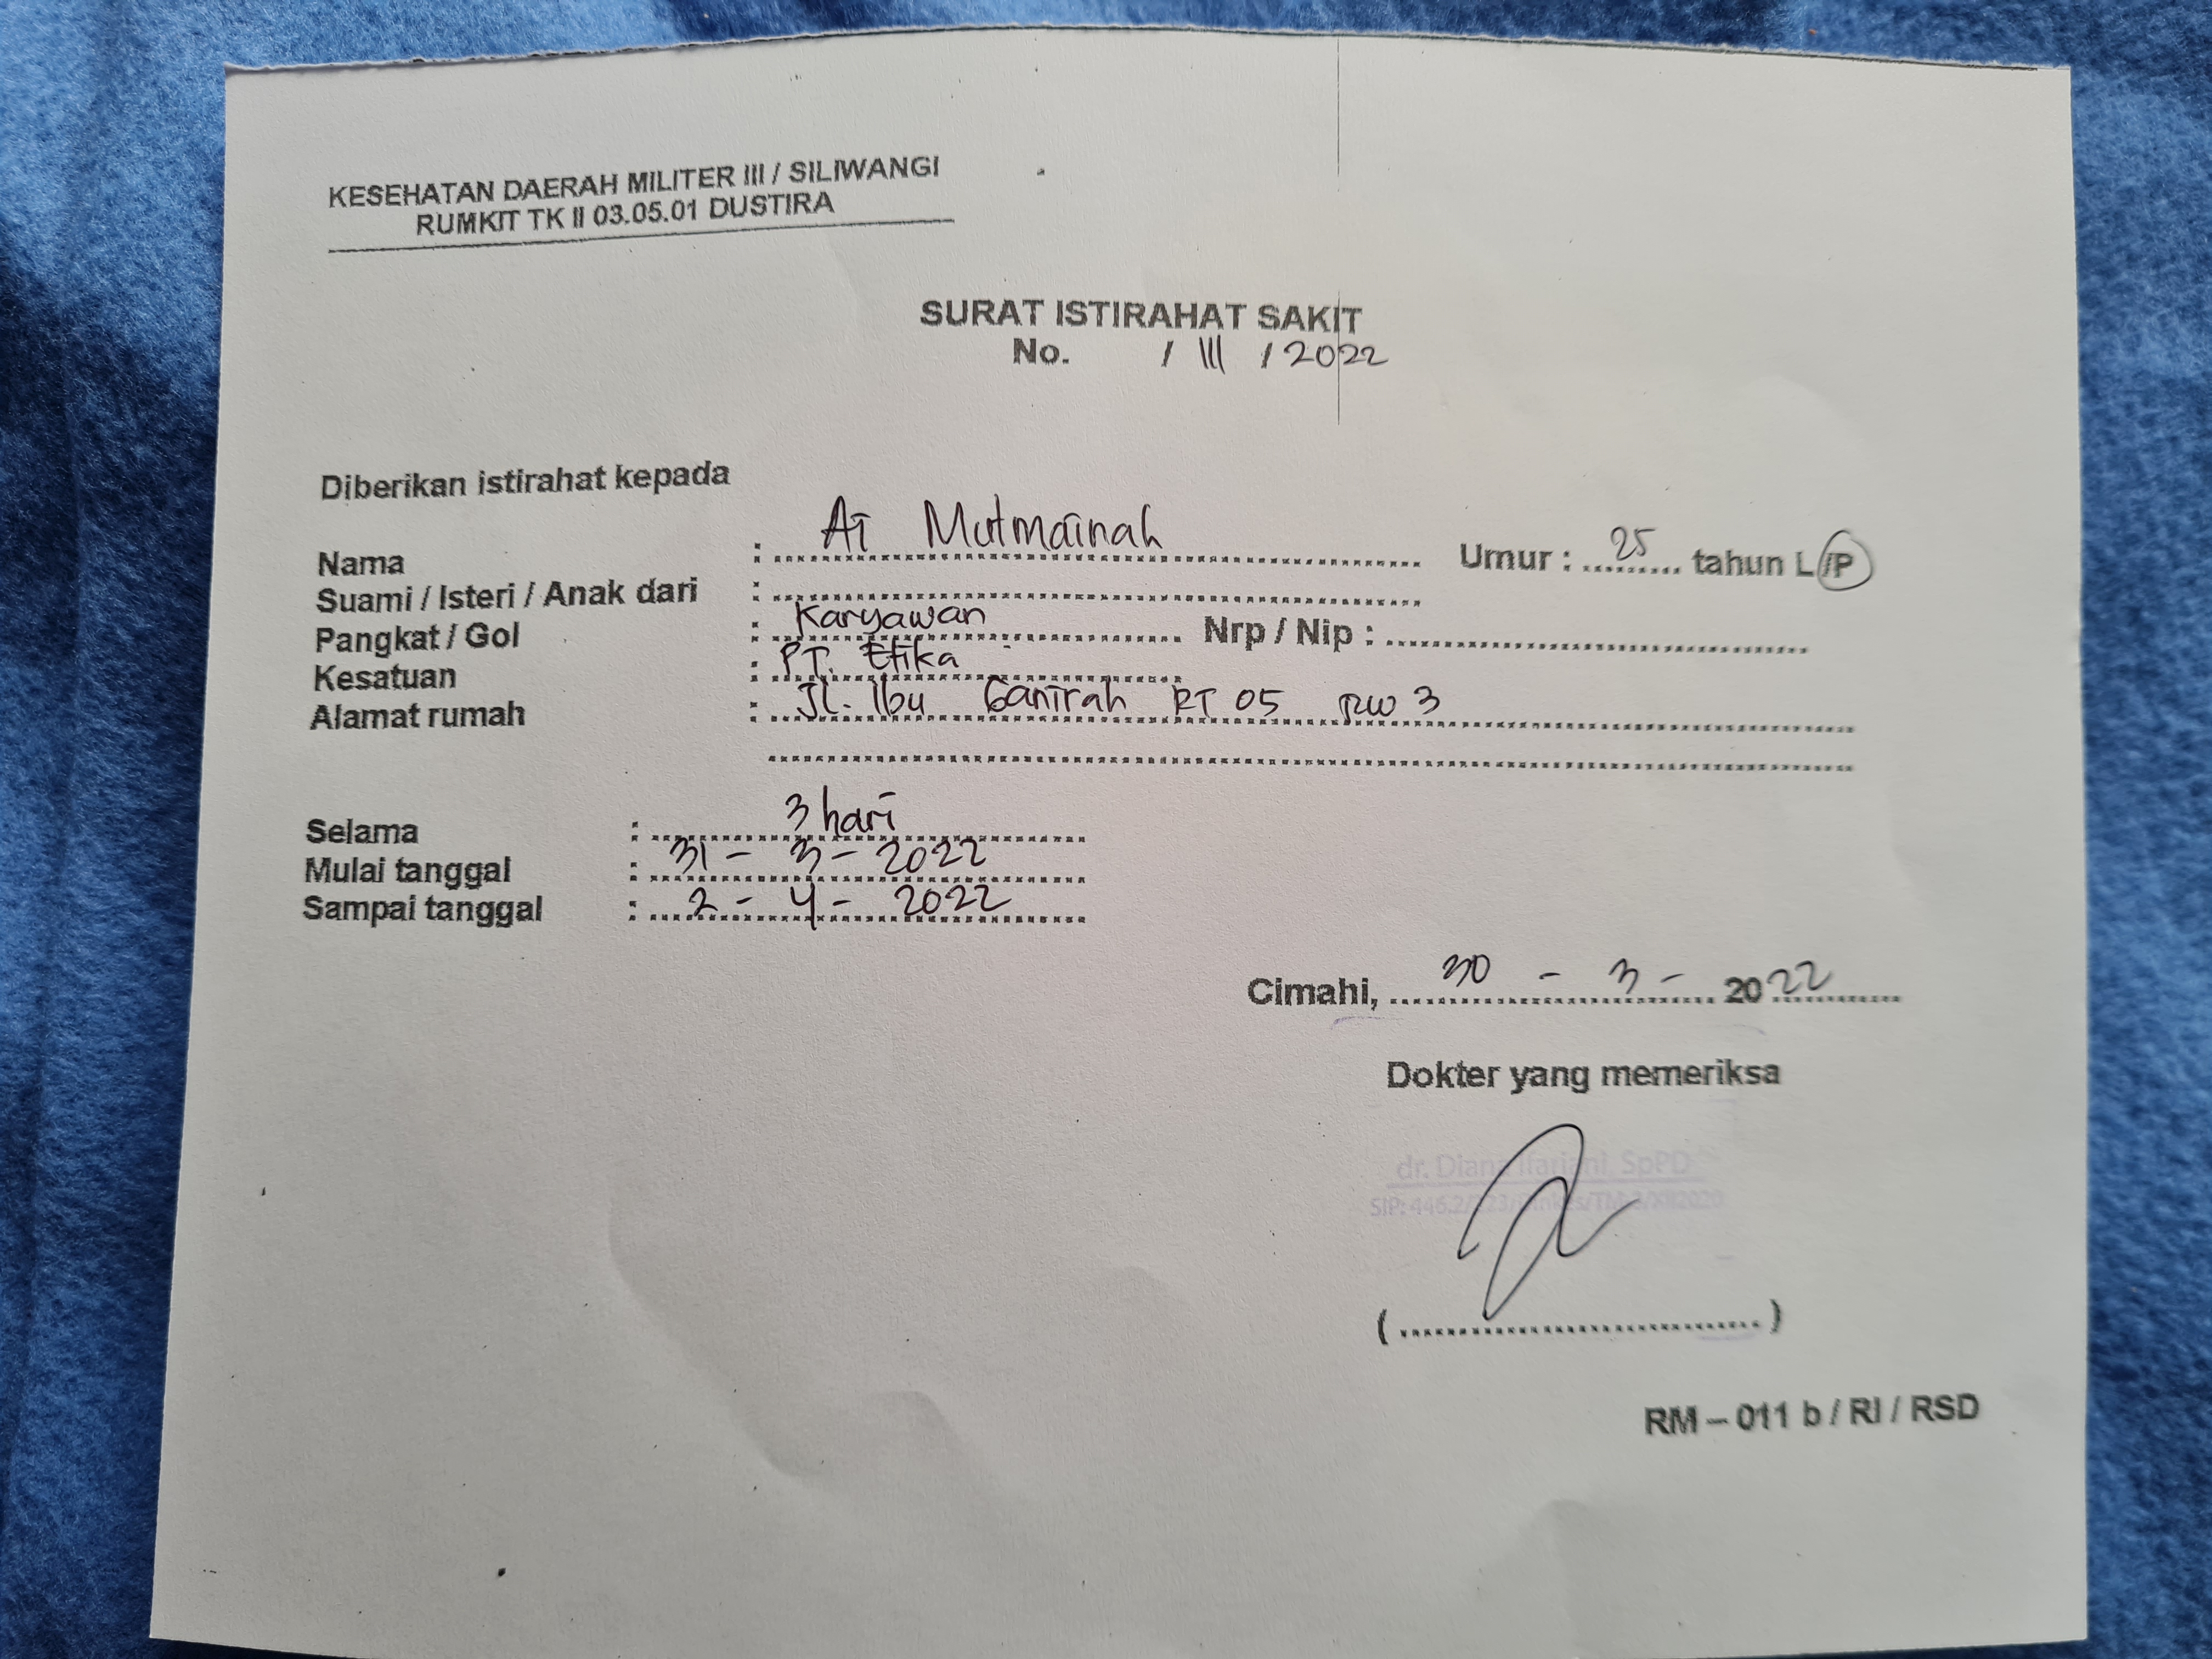 KESEHATAN DAERAH MILITER III / SILIWANGI
RUMKIT TK II 03.05.01 DUSTIRA
SURAT ISTIRAHAT SAKIT
No. / III / 2022
Diberikan istirahat kepada
Nama : Ai Mutmainah Umur : 25 tahun L/P
Suami / Isteri / Anak dari :
Pangkat / Gol : Karyawan Nrp / Nip :
Kesatuan : PT Etika
Alamat rumah : Jl. Ibu Ganirah RT 05 RW 3
Selama : 3 hari
Mulai tanggal : 31 - 3 - 2022
Sampai tanggal : 2 - 4 - 2022
Cimahi, 30 - 3 - 2022
Dokter yang memeriksa
dr. Dian SpPD
SIP: 4462/
( )
RM – 011 b / RI / RSD